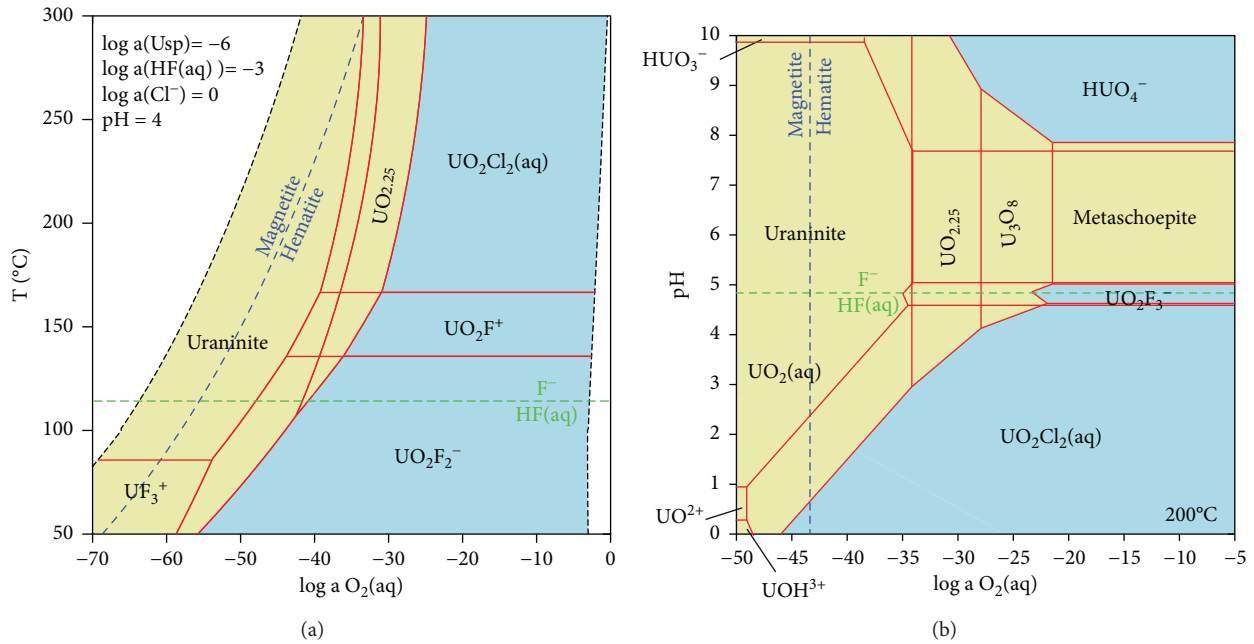 300
250
200
150
100
50
T (°C)
log a(Usp)= −6
log a(HF(aq) )= −3
log a(Cl⁻) = 0
pH = 4
Magnetite
Hematite
UO₂.₂₅
UO₂Cl₂(aq)
Uraninite
UO₂F⁺
F⁻
HF(aq)
UO₂F₂⁻
UF₃⁺
−70 −60 −50 −40 −30 −20 −10 0
log a O₂(aq)
(a)
10
9
8
7
6
5
4
3
2
1
0
pH
HUO₃⁻
Magnetite
Hematite
HUO₄⁻
Uraninite
UO₂.₂₅
U₃O₈
Metaschoepite
F⁻
HF(aq)
UO₂F₃⁻
UO₂(aq)
UO₂Cl₂(aq)
UO²⁺
UOH³⁺
200°C
−50 −45 −40 −35 −30 −25 −20 −15 −10 −5
log a O₂(aq)
(b)